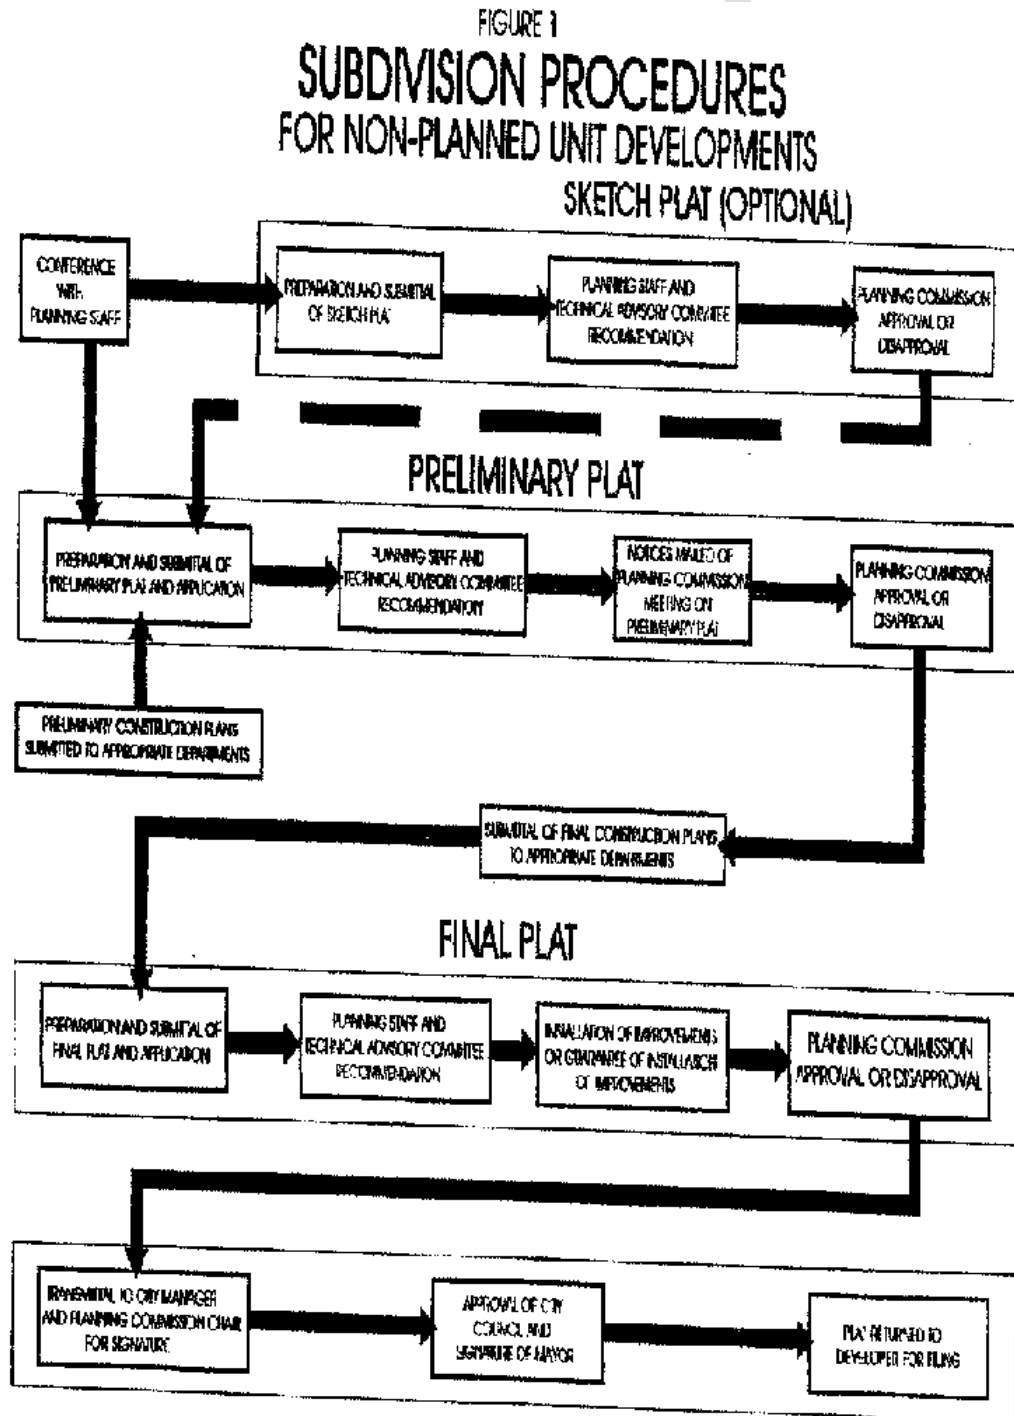 FIGURE 1
SUBDIVISION PROCEDURES
FOR NON-PLANNED UNIT DEVELOPMENTS
SKETCH PLAT (OPTIONAL)
CONFERENCE
WITH
PLANNING STAFF
PREPARATION AND SUBMITTAL
OF SKETCH PLAT
PLANNING STAFF AND
TECHNICAL ADVISORY COMMITTEE
RECOMMENDATION
PLANNING COMMISSION
APPROVAL OR
DISAPPROVAL
PRELIMINARY PLAT
PREPARATION AND SUBMITTAL OF
PRELIMINARY PLAT AND APPLICATION
PLANNING STAFF AND
TECHNICAL ADVISORY COMMITTEE
RECOMMENDATION
NOTICES MAILED OF
PLANNING COMMISSION
MEETING ON
PRELIMINARY PLAT
PLANNING COMMISSION
APPROVAL OR
DISAPPROVAL
PRELIMINARY CONSTRUCTION PLANS
SUBMITTED TO APPROPRIATE DEPARTMENTS
SUBMITTAL OF FINAL CONSTRUCTION PLANS
TO APPROPRIATE DEPARTMENTS
FINAL PLAT
PREPARATION AND SUBMITTAL OF
FINAL PLAT AND APPLICATION
PLANNING STAFF AND
TECHNICAL ADVISORY COMMITTEE
RECOMMENDATION
INSTALLATION OF IMPROVEMENTS
OR GUARANTEE OF INSTALLATION
OF IMPROVEMENTS
PLANNING COMMISSION
APPROVAL OR DISAPPROVAL
TRANSMITTAL TO CITY MANAGER
AND PLANNING COMMISSION CHAIR
FOR SIGNATURE
APPROVAL OF CITY
COUNCIL AND
SIGNATURE OF MAYOR
PLAT RETURNED TO
DEVELOPER FOR FILING